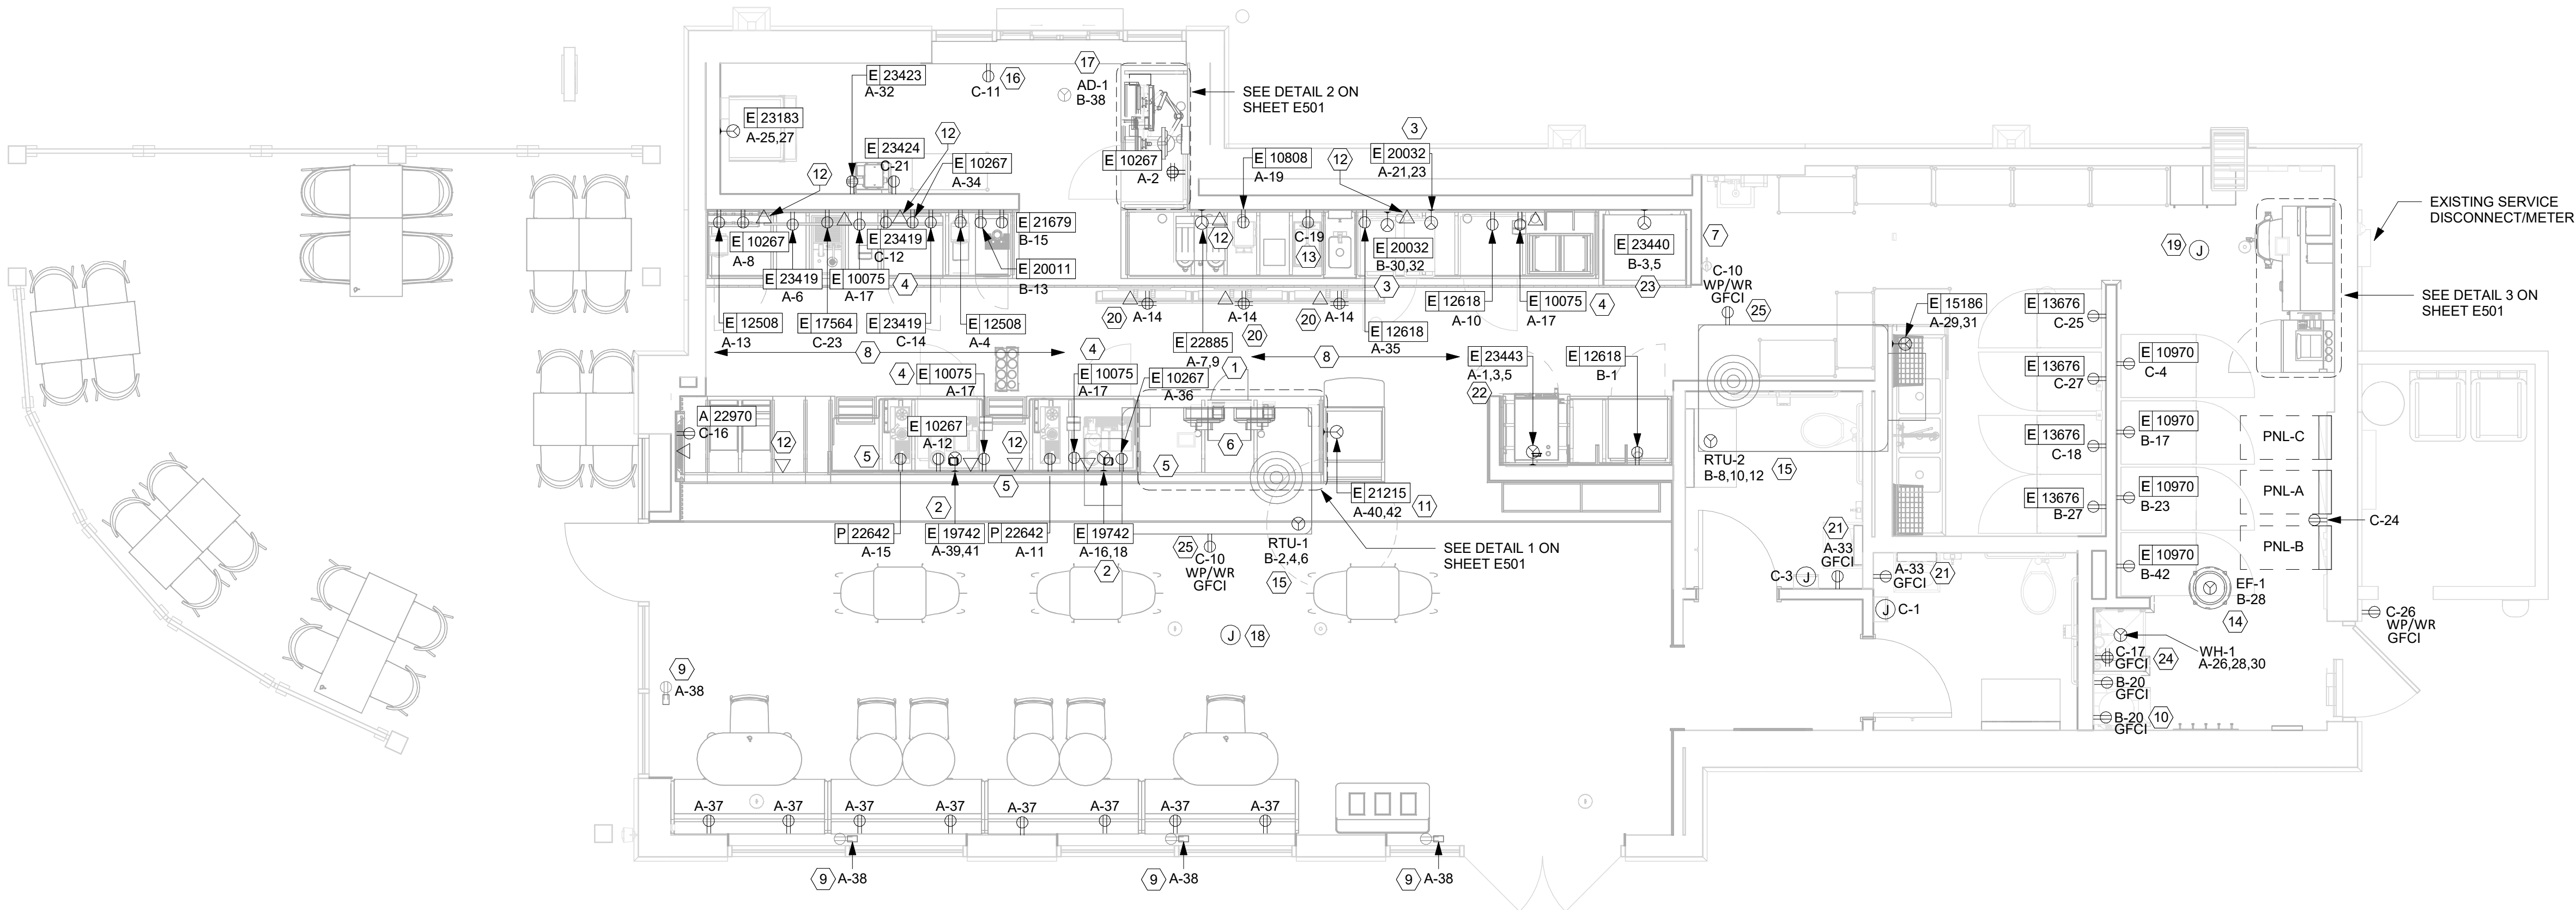 17
E 23423
A-32
16
C-11
AD-1
B-38
SEE DETAIL 2 ON
SHEET E501
E 23183
A-25,27
12
3
E 23424
C-21
E 10267
A-34
E 10267
A-2
E 10808
A-19
12
E 20032
A-21,23
12
EXISTING SERVICE
DISCONNECT/METER
E 21679
B-15
E 10267
A-8
E 23419
C-12
12
C-19
13
E 20032
B-30,32
E 23440
B-3,5
7
19
J
E 20011
B-13
E 23419
A-6
E 10075
A-17
4
3
23
C-10
WP/WR
GFCI
25
SEE DETAIL 3 ON
SHEET E501
20
A-14
A-14
20
20
A-14
E 12618
A-10
E 10075
A-17
4
E 15186
A-29,31
E 13676
C-25
E 12508
A-13
E 17564
C-23
E 23419
C-14
E 12508
A-4
E 12618
A-35
E 22885
A-7,9
8
4
1
8
E 23443
A-1,3,5
22
E 12618
B-1
E 10970
C-4
E 13676
C-27
4
E 10075
A-17
E 10075
A-17
E 10267
A-36
A 22970
C-16
12
E 10267
A-12
5
12
5
6
5
RTU-2
B-8,10,12
15
E 13676
C-18
E 10970
B-17
PNL-C
E 13676
B-27
E 10970
B-23
PNL-A
C-24
PNL-B
E 21215
A-40,42
11
2
P 22642
A-15
E 19742
A-39,41
P 22642
A-11
E 19742
A-16,18
2
25
C-10
WP/WR
GFCI
RTU-1
B-2,4,6
15
SEE DETAIL 1 ON
SHEET E501
21
A-33
GFCI
C-3
J
A-33
GFCI
21
J
C-1
E 10970
B-42
EF-1
B-28
14
C-26
WP/WR
GFCI
J
18
C-17
GFCI
24
WH-1
A-26,28,30
B-20
GFCI
B-20
GFCI
10
9
A-38
A-37
A-37
A-37
A-37
A-37
A-37
A-37
A-37
9
A-38
9
A-38
9
A-38